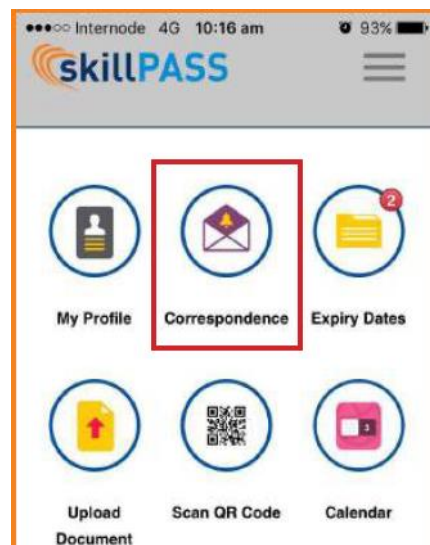 Internode 4G 10:16 am 93%
skillPASS
2
My Profile Correspondence Expiry Dates
3
Upload Document Scan QR Code Calendar